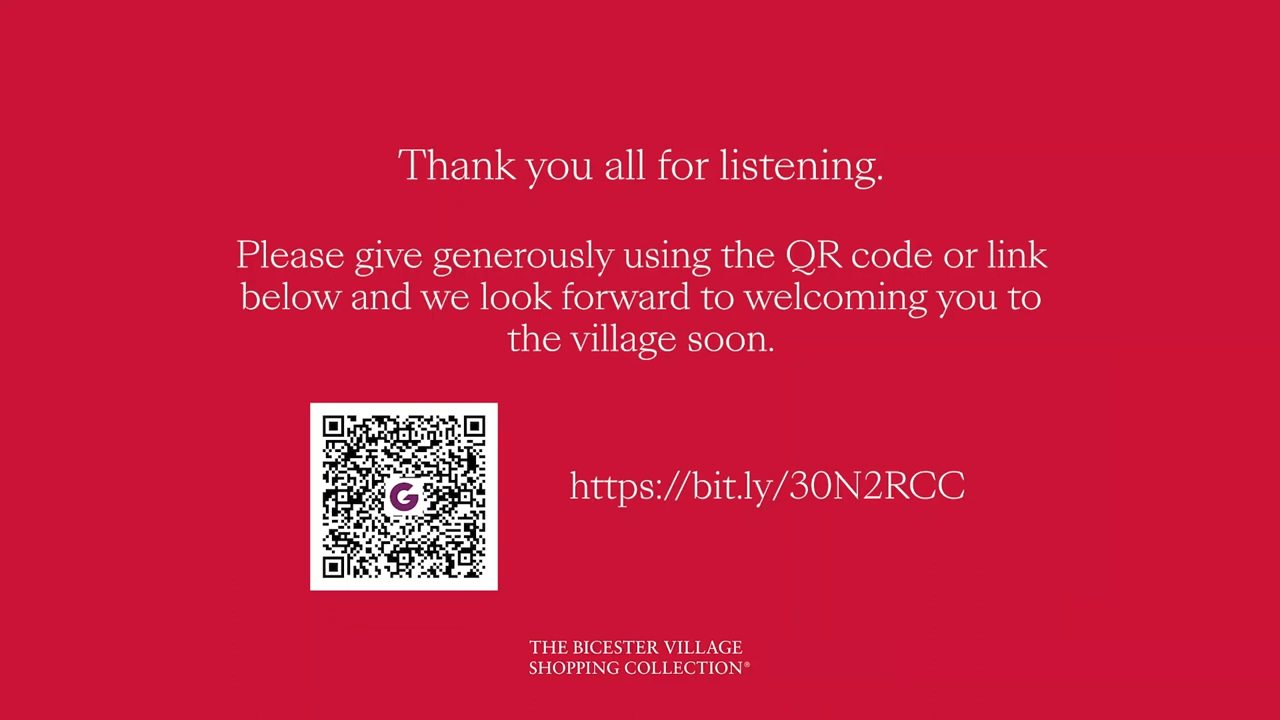 Thank you all for listening.
Please give generously using the QR code or link
below and we look forward to welcoming you to
the village soon.
G
https://bit.ly/30N2RCC
THE BICESTER VILLAGE
SHOPPING COLLECTION®